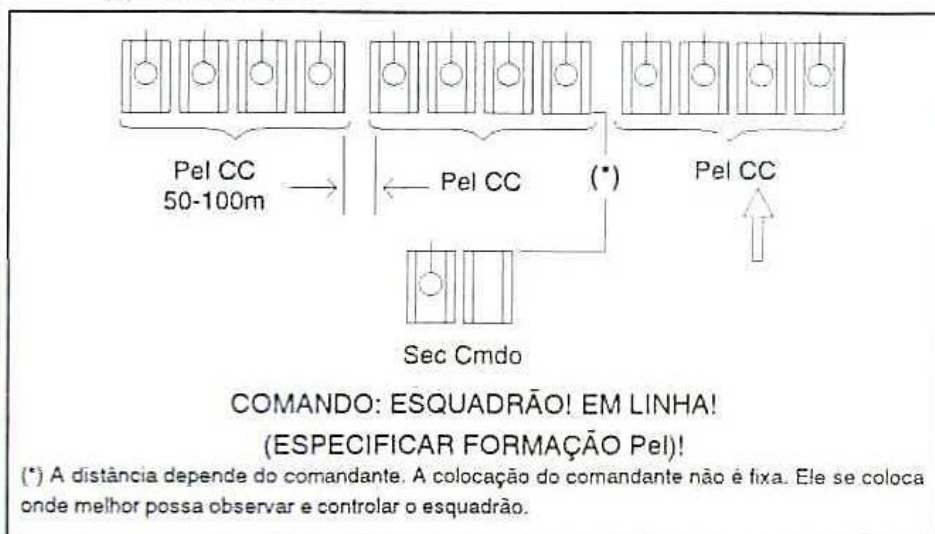 Pel CC
50-100m
Pel CC
(*)
Pel CC
Sec Cmdo
COMANDO: ESQUADRÃO! EM LINHA!
(ESPECIFICAR FORMAÇÃO Pel)!
(*) A distância depende do comandante. A colocação do comandante não é fixa. Ele se coloca
onde melhor possa observar e controlar o esquadrão.